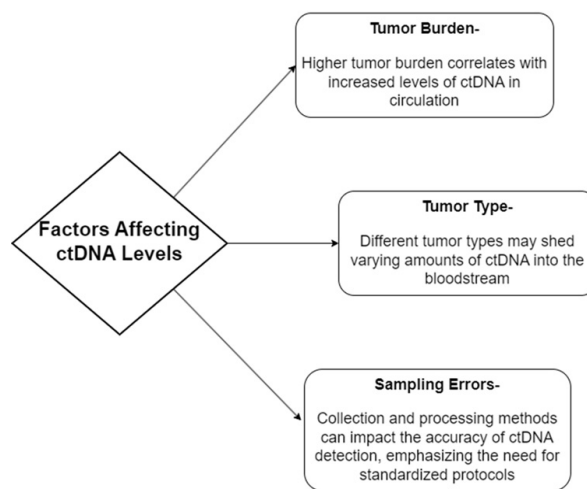 Tumor Burden-
Higher tumor burden correlates with
increased levels of ctDNA in
circulation
Factors Affecting
ctDNA Levels
Tumor Type-
Different tumor types may shed
varying amounts of ctDNA into the
bloodstream
Sampling Errors-
Collection and processing methods
can impact the accuracy of ctDNA
detection, emphasizing the need for
standardized protocols